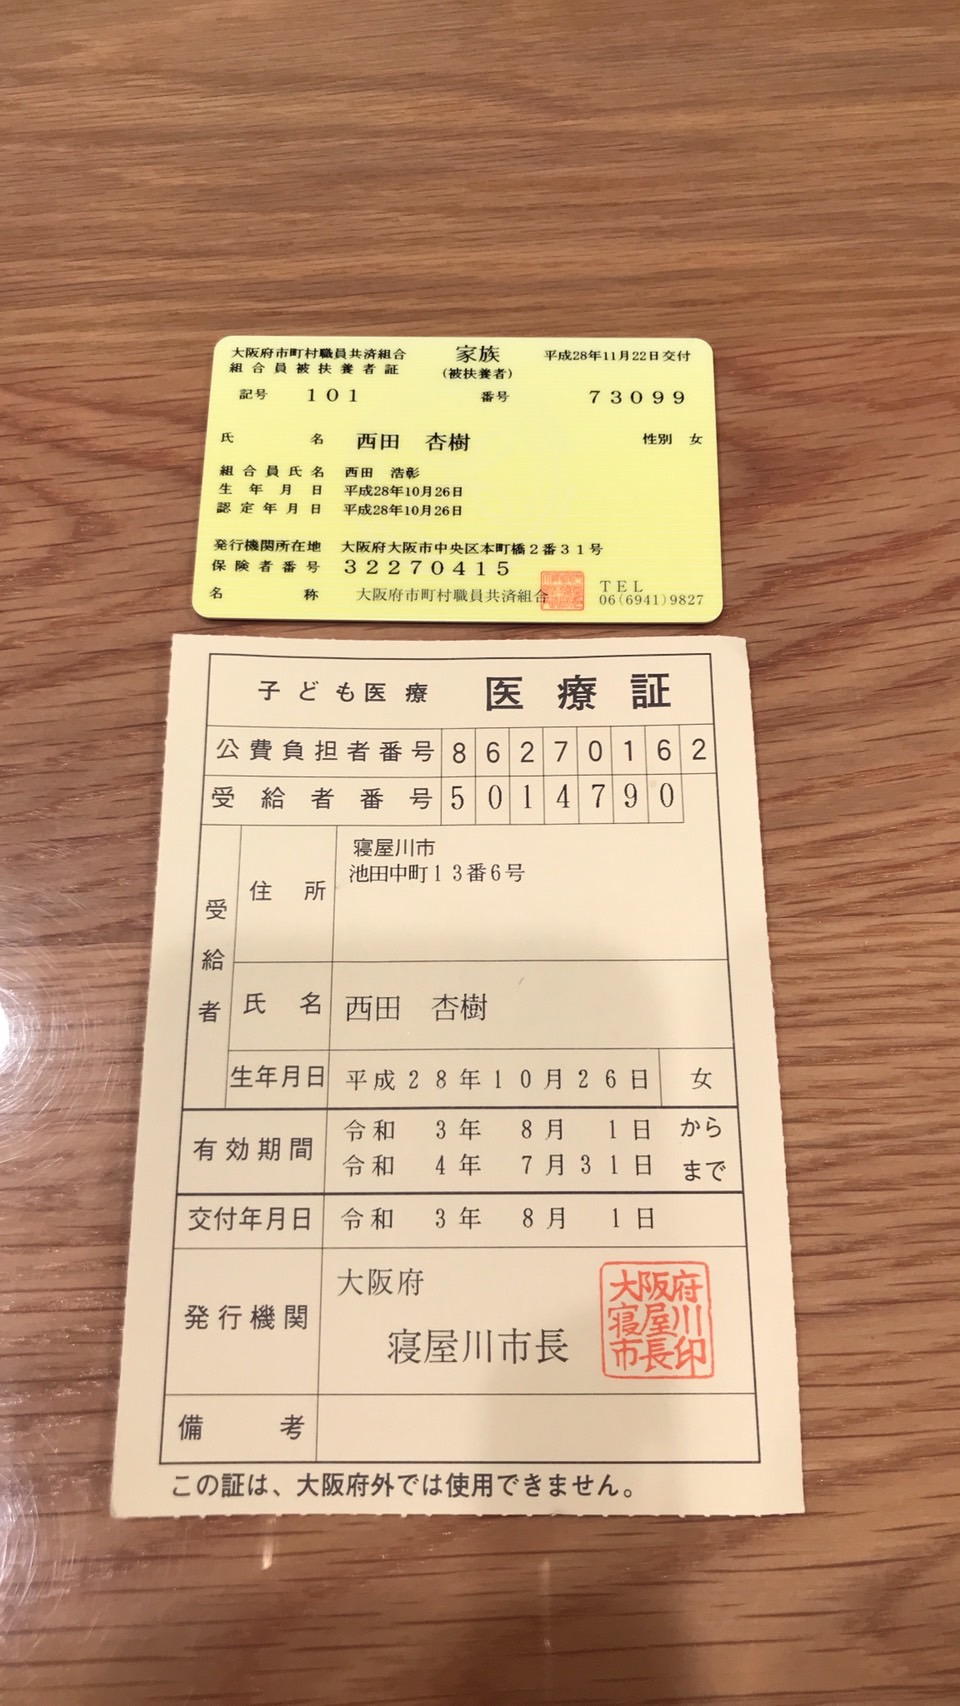 大阪府市町村職員共済組合 家族 平成28年11月22日交付
組合員被扶養者証 (被扶養者)
記号 101 番号 73099
氏名 西田 杏樹 性別 女
組合員氏名 西田 浩彰
生年月日 平成28年10月26日
認定年月日 平成28年10月26日
発行機関所在地 大阪府大阪市中央区本町橋2番31号
保険者番号 32270415
名称 大阪府市町村職員共済組合 TEL
06(6941)9827
子ども医療 医療証
公費負担者番号 86270162
受給者番号 5014790
受給者
住所 寝屋川市
池田中町13番6号
氏名 西田 杏樹
生年月日 平成28年10月26日 女
有効期間 令和 3年 8月 1日 から
令和 4年 7月31日 まで
交付年月日 令和 3年 8月 1日
発行機関 大阪府
寝屋川市長
大阪府
寝屋川
市長印
備考
この証は、大阪府外では使用できません。